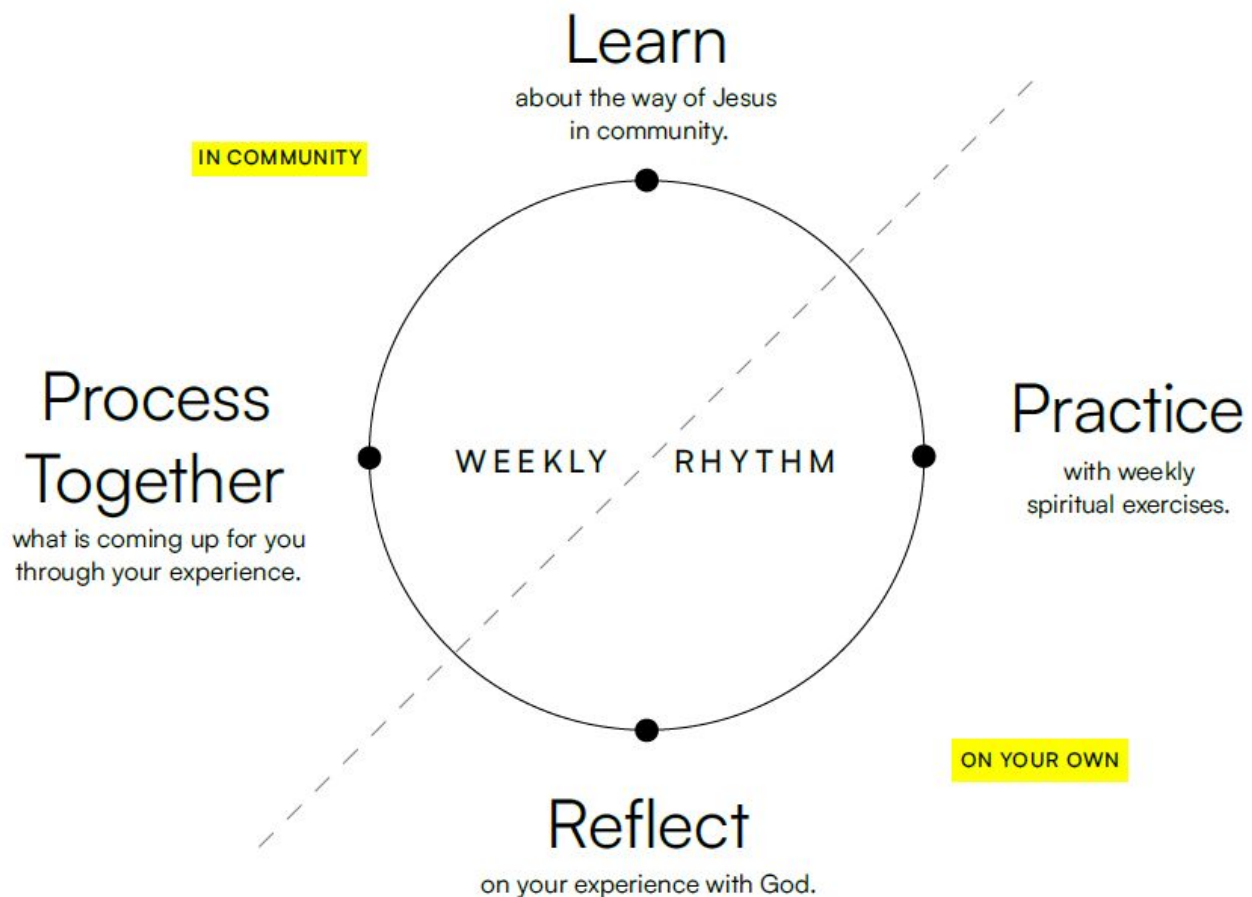 Learn
about the way of Jesus
in community.
IN COMMUNITY
Process
Together
what is coming up for you
through your experience.
WEEKLY RHYTHM
Practice
with weekly
spiritual exercises.
ON YOUR OWN
Reflect
on your experience with God.